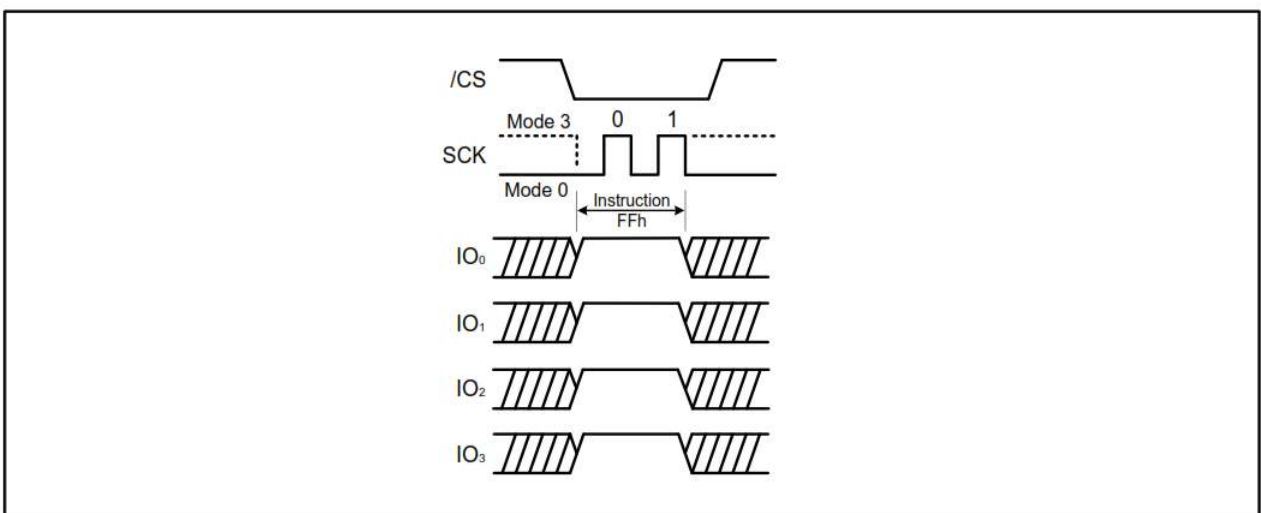 /CS
Mode 3 0 1
SCK
Mode 0
Instruction
FFh
IO₀
IO₁
IO₂
IO₃